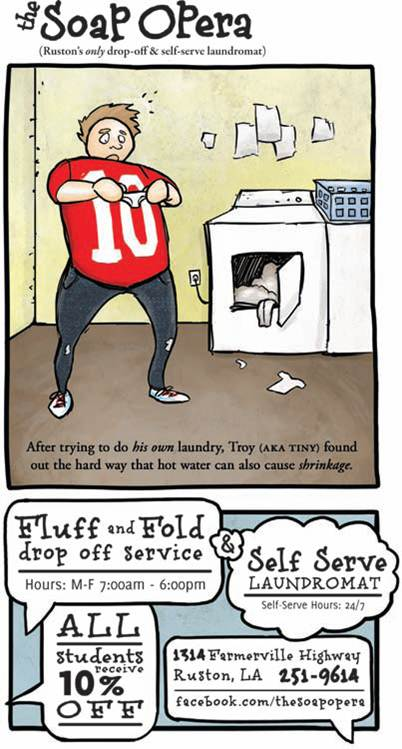 the Soap Opera
(Ruston's only drop-off & self-serve laundromat)
10
After trying to do his own laundry, Troy (AKA TINY) found
out the hard way that hot water can also cause shrinkage.
Fluff and Fold
drop off service
Hours: M-F 7:00am - 6:00pm
&
Self Serve
LAUNDROMAT
Self-Serve Hours: 24/7
ALL
students
receive
10%
OFF
1314 Farmerville Highway
Ruston, LA 251-9614
facebook.com/thesoapopera